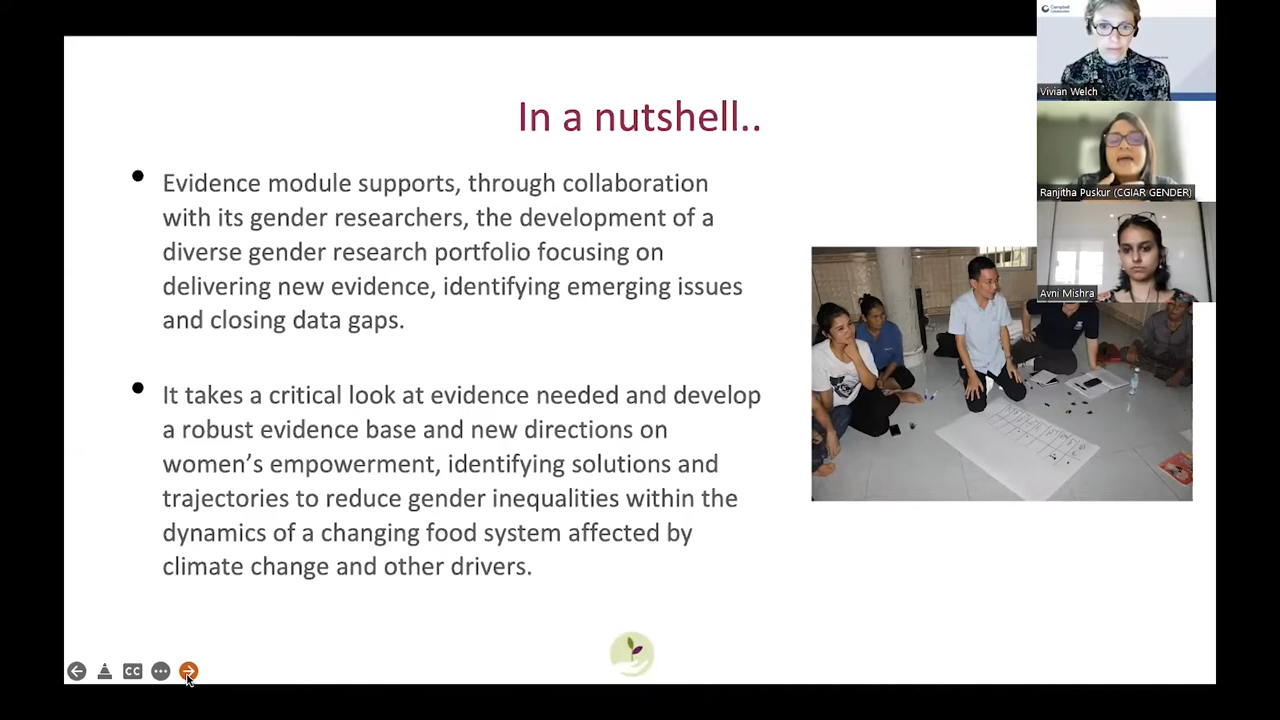 In a nutshell..
Evidence module supports, through collaboration
with its gender researchers, the development of a
diverse gender research portfolio focusing on
delivering new evidence, identifying emerging issues
and closing data gaps.
It takes a critical look at evidence needed and develop
a robust evidence base and new directions on
women’s empowerment, identifying solutions and
trajectories to reduce gender inequalities within the
dynamics of a changing food system affected by
climate change and other drivers.
Campbell
Collaboration
Vivian Welch
Ranjitha Puskur (CGIAR GENDER)
Avni Mishra
CC